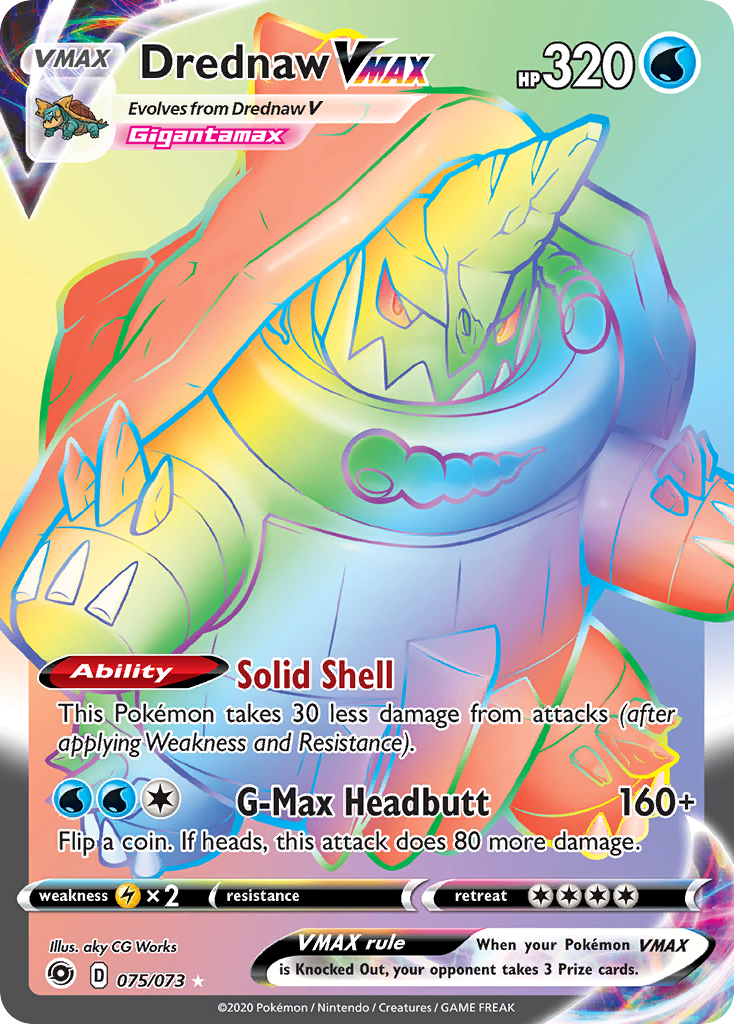 VMAX
Drednaw VMAX
HP 320
Evolves from Drednaw V
Gigantamax
Ability Solid Shell
This Pokémon takes 30 less damage from attacks (after
applying Weakness and Resistance).
G-Max Headbutt 160+
Flip a coin. If heads, this attack does 80 more damage.
weakness ×2 resistance retreat
Illus. aky CG Works
VMAX rule When your Pokémon VMAX
is Knocked Out, your opponent takes 3 Prize cards.
D 075/073
©2020 Pokémon / Nintendo / Creatures / GAME FREAK